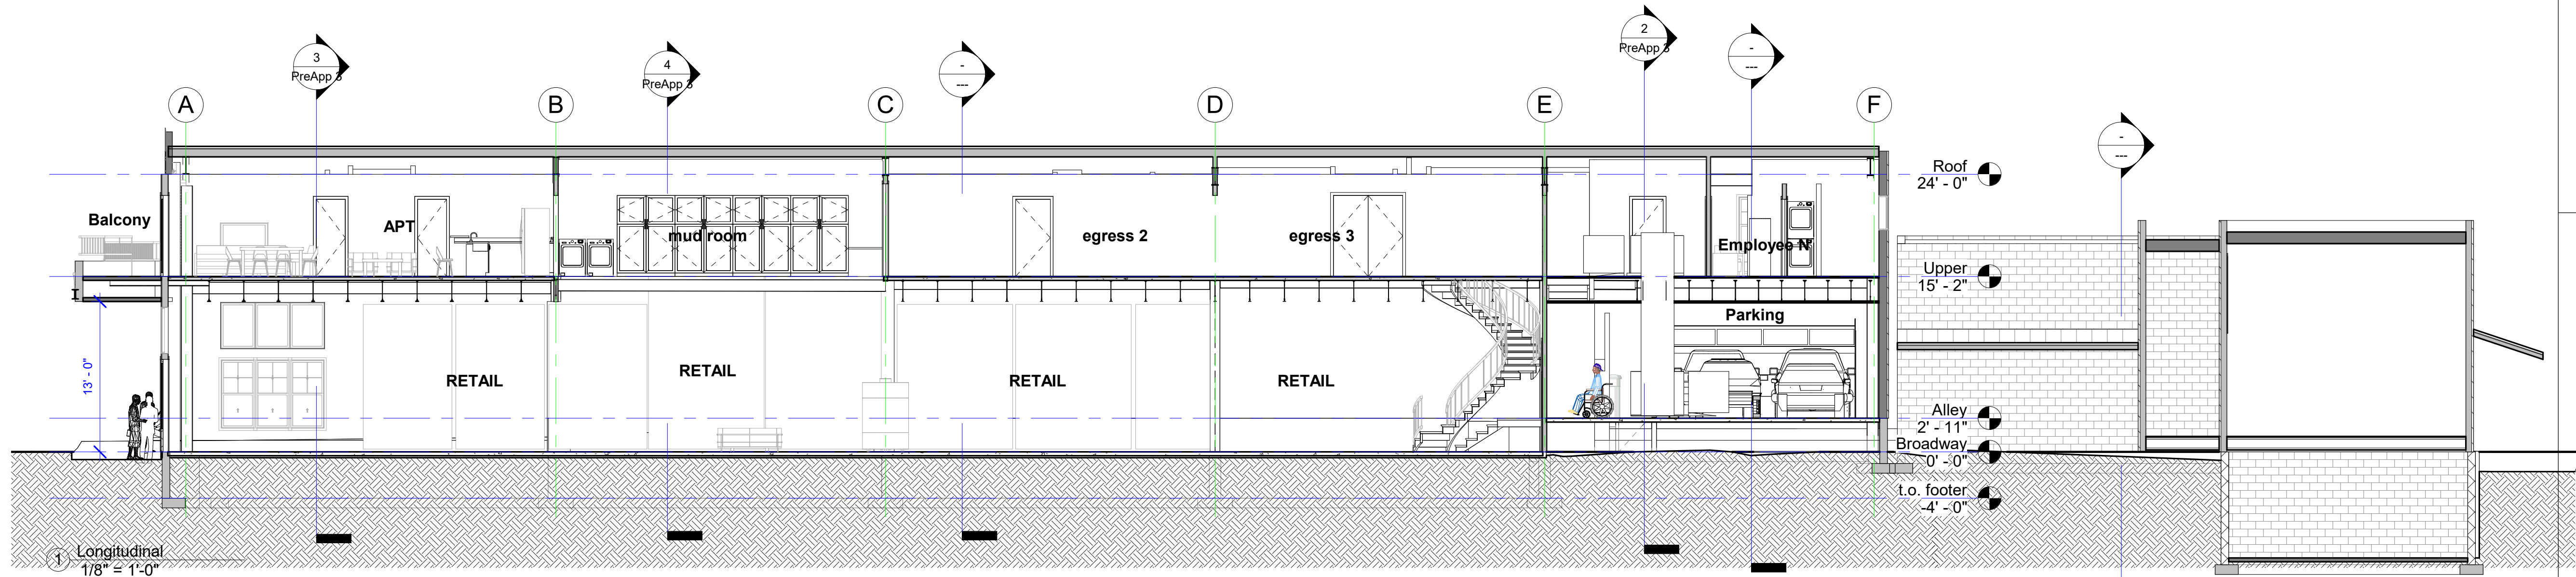 3
PreApp 3
4
PreApp 3
-
---
2
PreApp 3
-
---
-
---
A
B
C
D
E
F
Roof
24' - 0"
Balcony
APT
mud room
egress 2
egress 3
Employee N'
Upper
15' - 2"
Parking
13' - 0"
RETAIL
RETAIL
RETAIL
RETAIL
Alley
2' - 11"
Broadway
0' - 0"
t.o. footer
-4' - 0"
1
Longitudinal
1/8" = 1'-0"